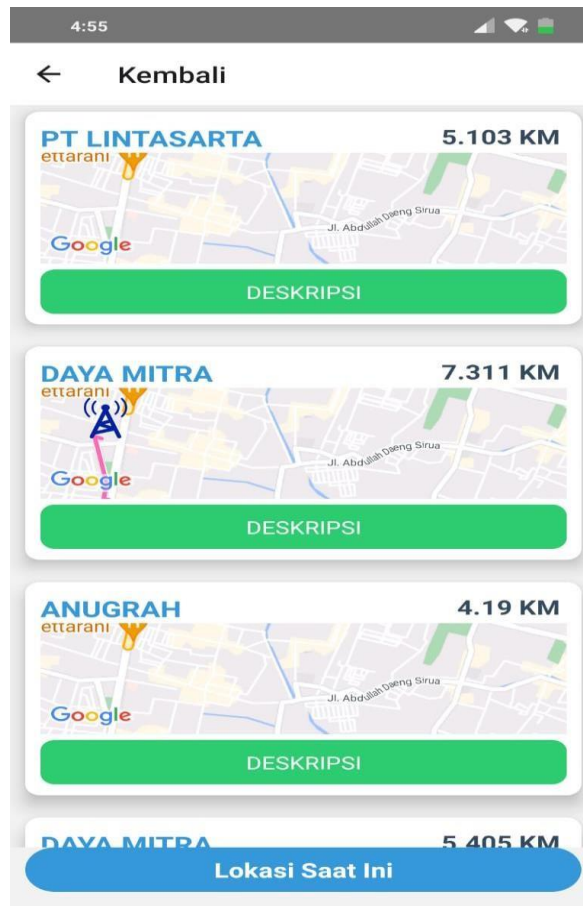 4:55
Kembali
PT LINTASARTA 5.103 KM
ettarani
Jl. Abdullah Daeng Sirua
Google
DESKRIPSI
DAYA MITRA 7.311 KM
ettarani
Jl. Abdullah Daeng Sirua
Google
DESKRIPSI
ANUGRAH 4.19 KM
ettarani
Jl. Abdullah Daeng Sirua
Google
DESKRIPSI
DAYA MITRA 5.405 KM
Lokasi Saat Ini